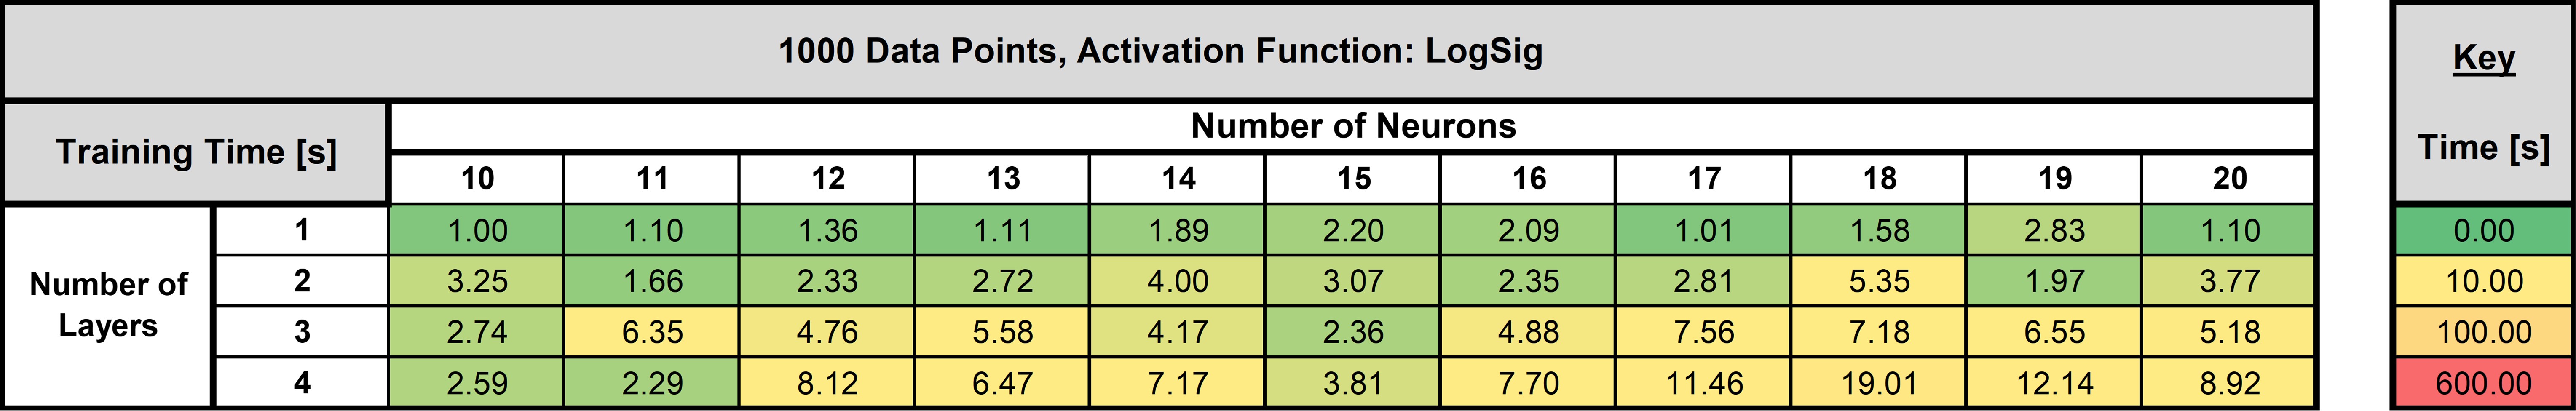 1000 Data Points, Activation Function: LogSig
Training Time [s]
Number of Neurons
10 11 12 13 14 15 16 17 18 19 20
Number of
Layers
1 1.00 1.10 1.36 1.11 1.89 2.20 2.09 1.01 1.58 2.83 1.10
2 3.25 1.66 2.33 2.72 4.00 3.07 2.35 2.81 5.35 1.97 3.77
3 2.74 6.35 4.76 5.58 4.17 2.36 4.88 7.56 7.18 6.55 5.18
4 2.59 2.29 8.12 6.47 7.17 3.81 7.70 11.46 19.01 12.14 8.92
Key
Time [s]
0.00
10.00
100.00
600.00